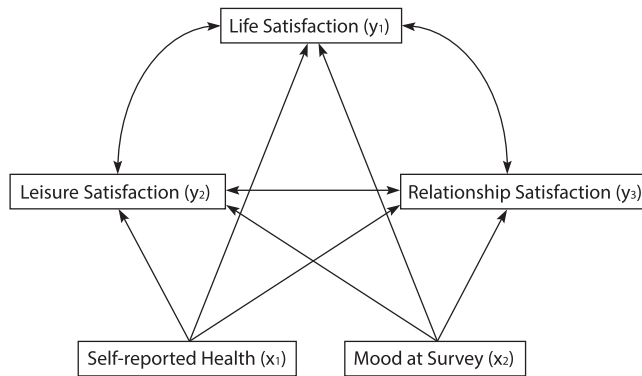 Life Satisfaction (y₁)
Leisure Satisfaction (y₂)
Relationship Satisfaction (y₃)
Self-reported Health (x₁)
Mood at Survey (x₂)